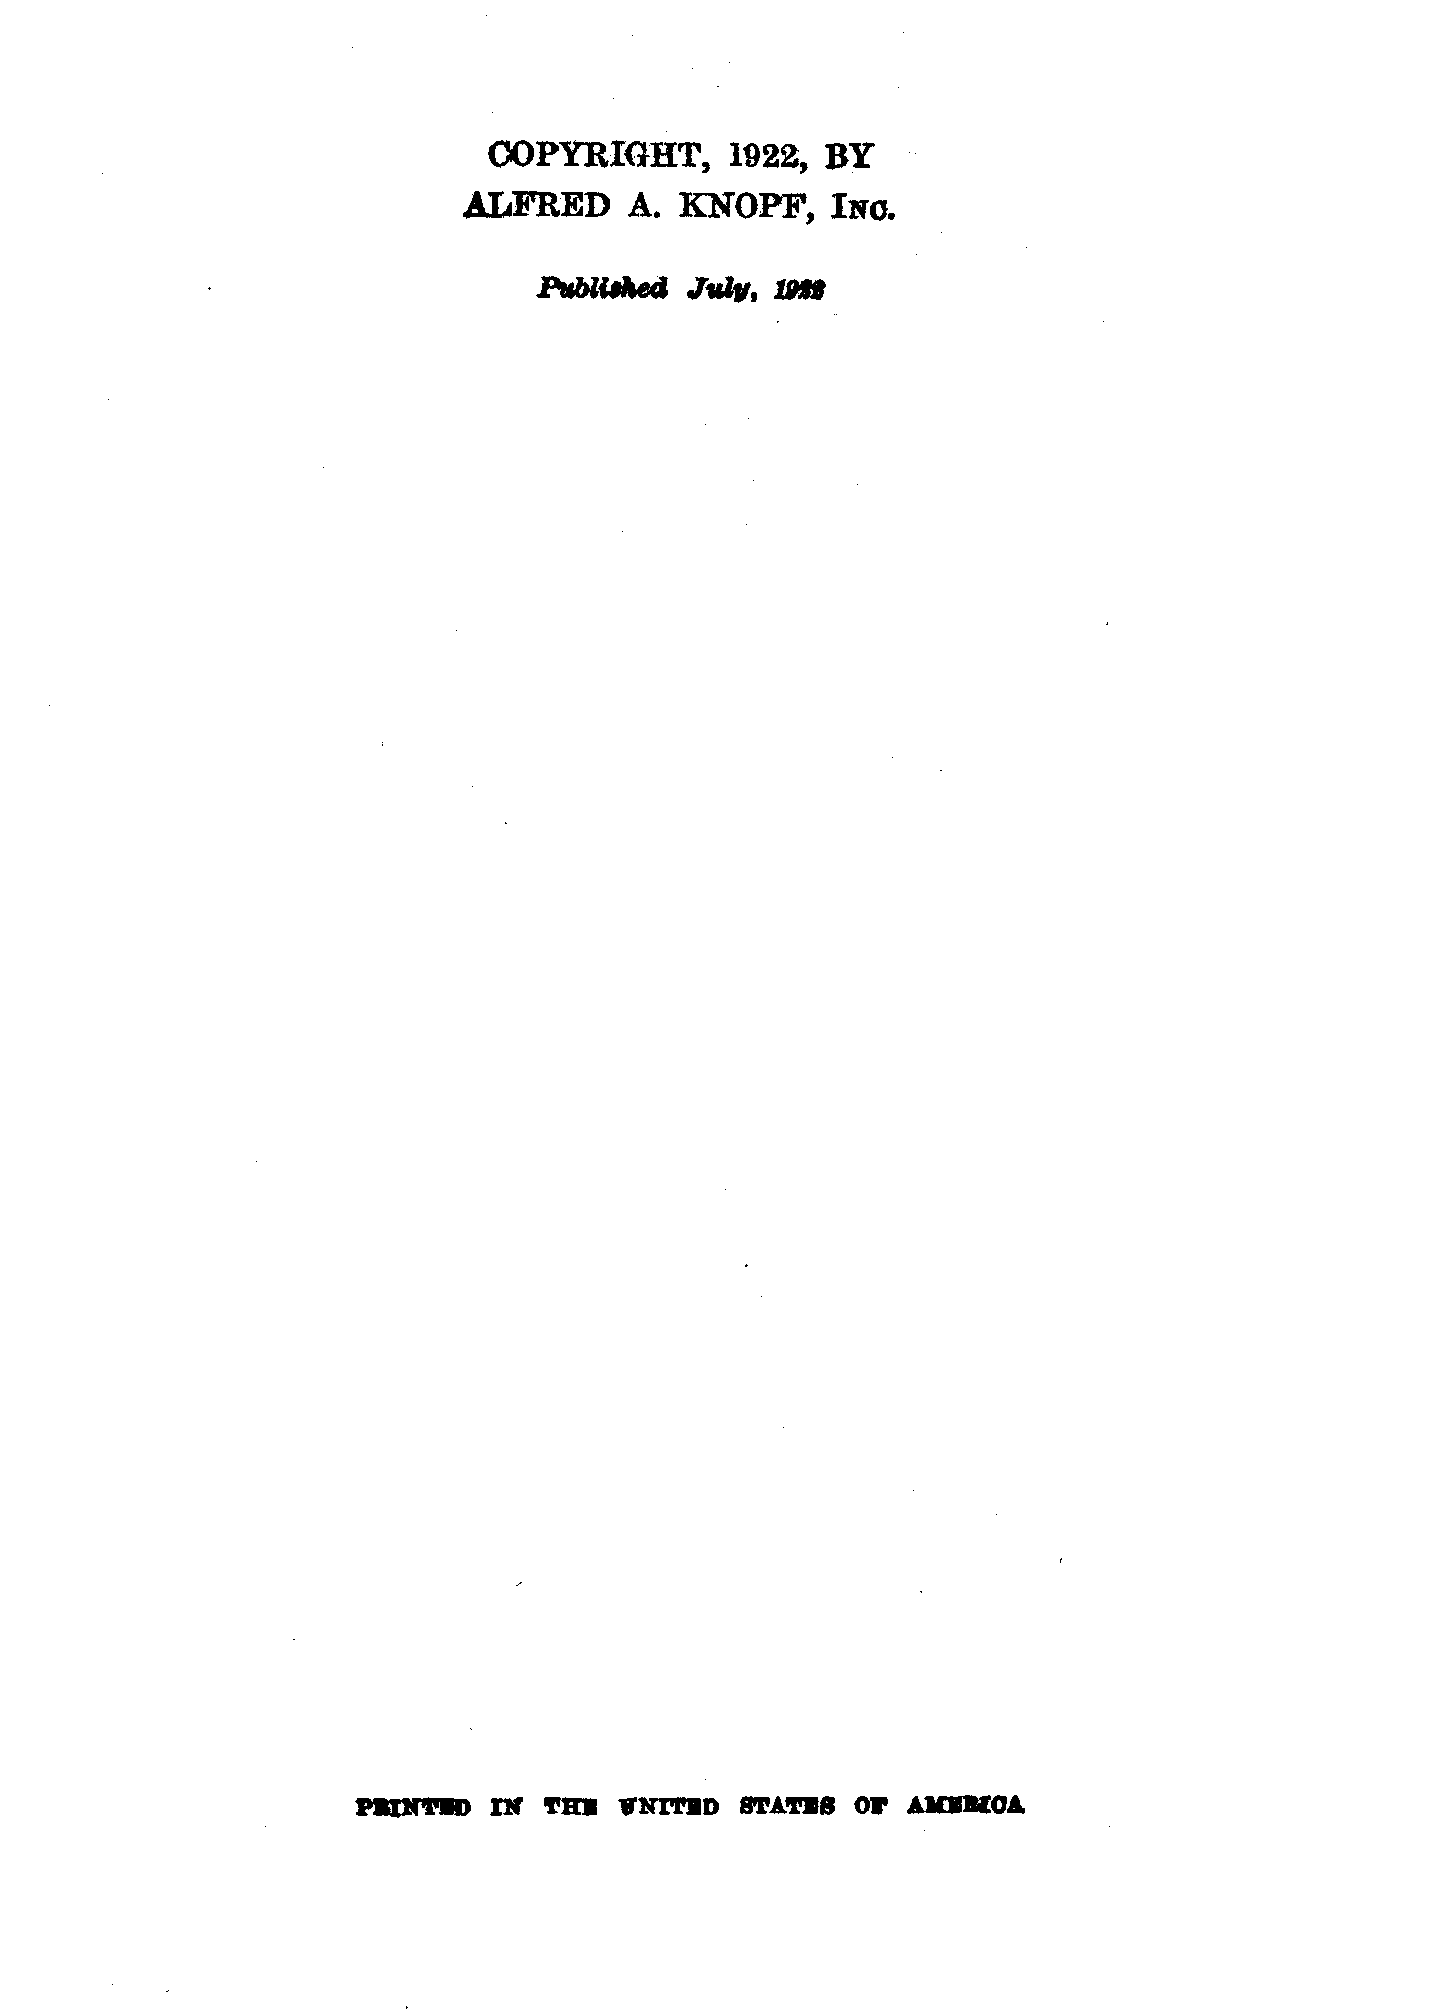 COPYRIGHT, 1922, BY
ALFRED A. KNOPF, INC.
Published July, 1922
PRINTED IN THE UNITED STATES OF AMERICA